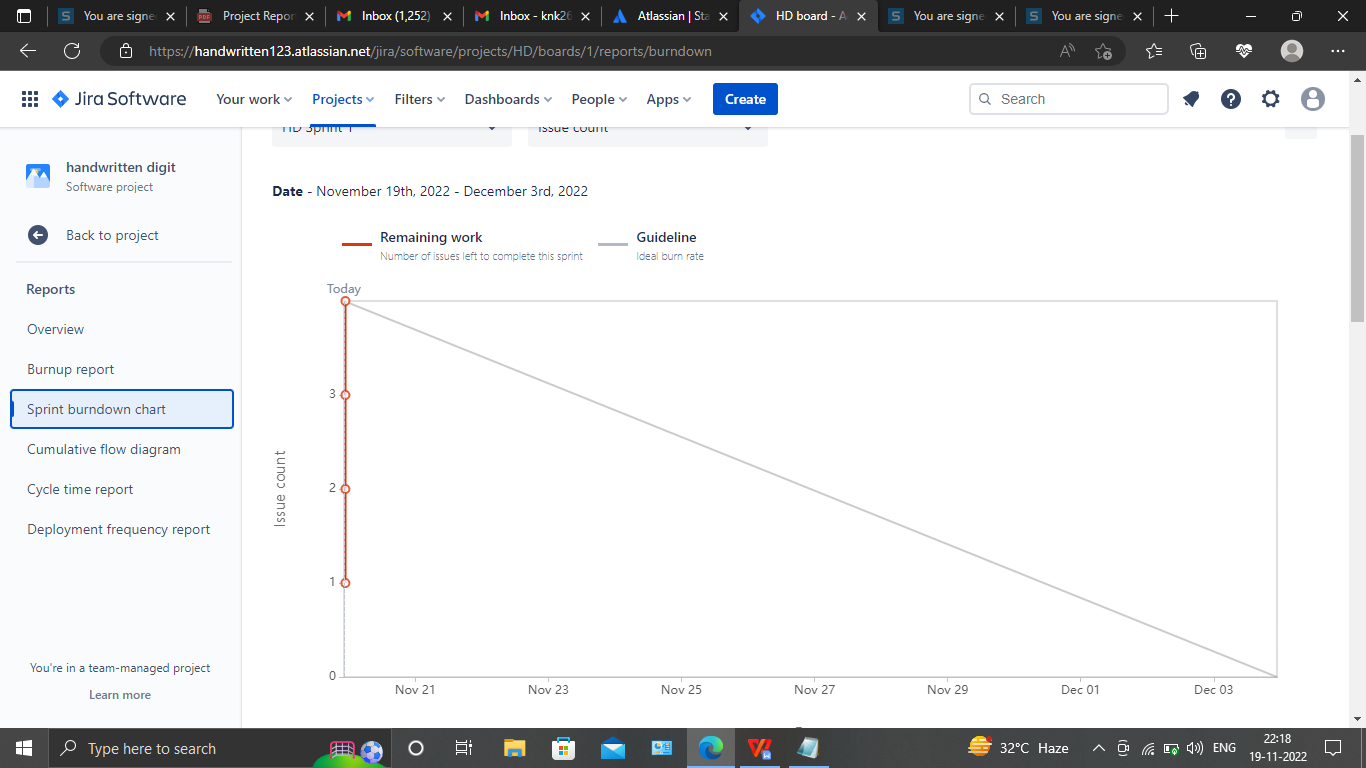 You are signe
Project Repor
Inbox (1,252)
Inbox - knk26
Atlassian | Sta
HD board - A
You are signe
You are signe
https://handwritten123.atlassian.net/jira/software/projects/HD/boards/1/reports/burndown
Jira Software
Your work
Projects
Filters
Dashboards
People
Apps
Create
Search
HD Sprint 1
Issue count
handwritten digit
Software project
Back to project
Reports
Overview
Burnup report
Sprint burndown chart
Cumulative flow diagram
Cycle time report
Deployment frequency report
You're in a team-managed project
Learn more
Date - November 19th, 2022 - December 3rd, 2022
Remaining work
Number of issues left to complete this sprint
Guideline
Ideal burn rate
Today
3
2
1
0
Issue count
Nov 21
Nov 23
Nov 25
Nov 27
Nov 29
Dec 01
Dec 03
Type here to search
32°C Haze
ENG
22:18
19-11-2022